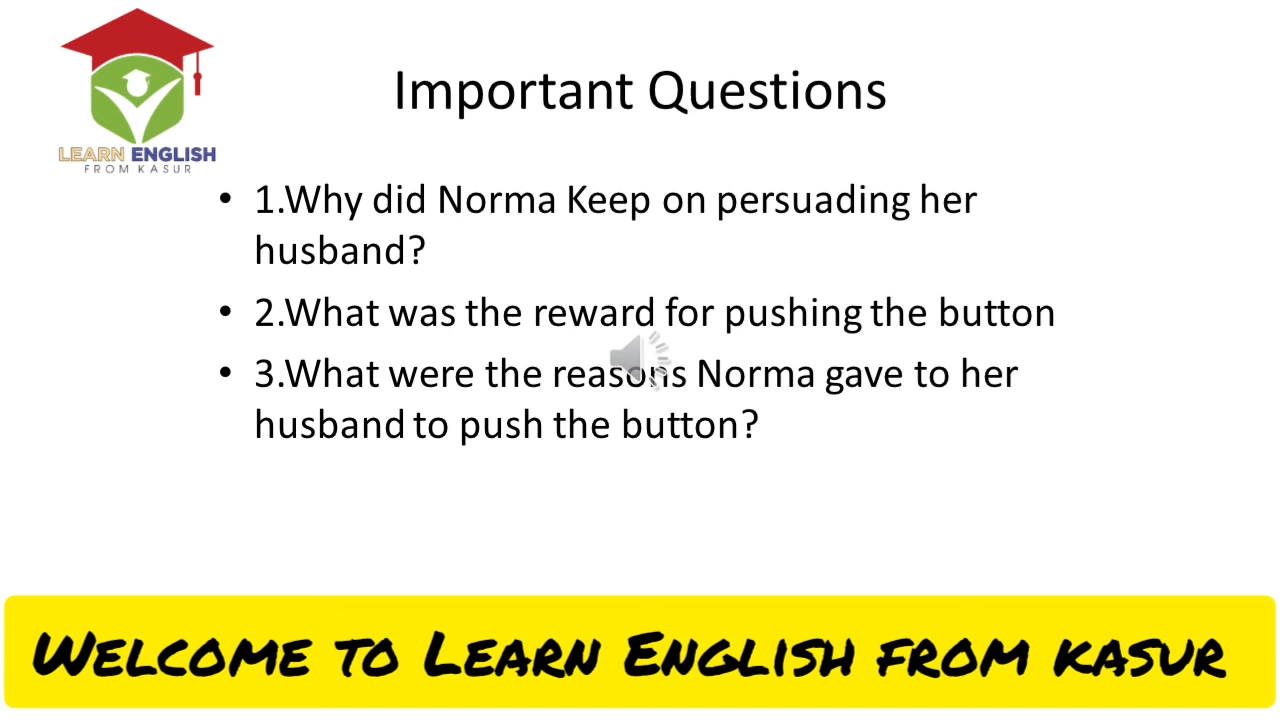 LEARN ENGLISH
FROM KASUR
Important Questions
• 1.Why did Norma Keep on persuading her
husband?
• 2.What was the reward for pushing the button
• 3.What were the reasons Norma gave to her
husband to push the button?
WELCOME TO LEARN ENGLISH FROM KASUR